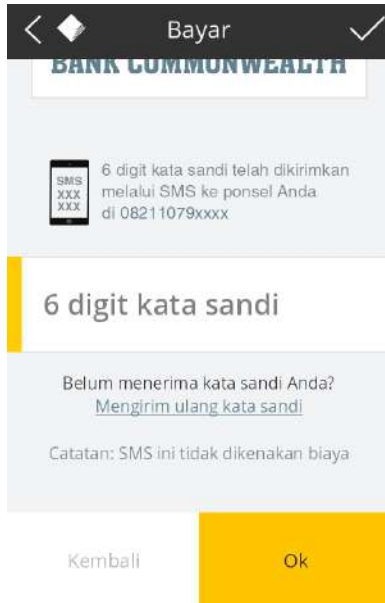 Bayar
BANK COMMONWEALTH
SMS
XXX
XXX
6 digit kata sandi telah dikirimkan
melalui SMS ke ponsel Anda
di 08211079xxxx
6 digit kata sandi
Belum menerima kata sandi Anda?
Mengirim ulang kata sandi
Catatan: SMS ini tidak dikenakan biaya
Kembali
Ok